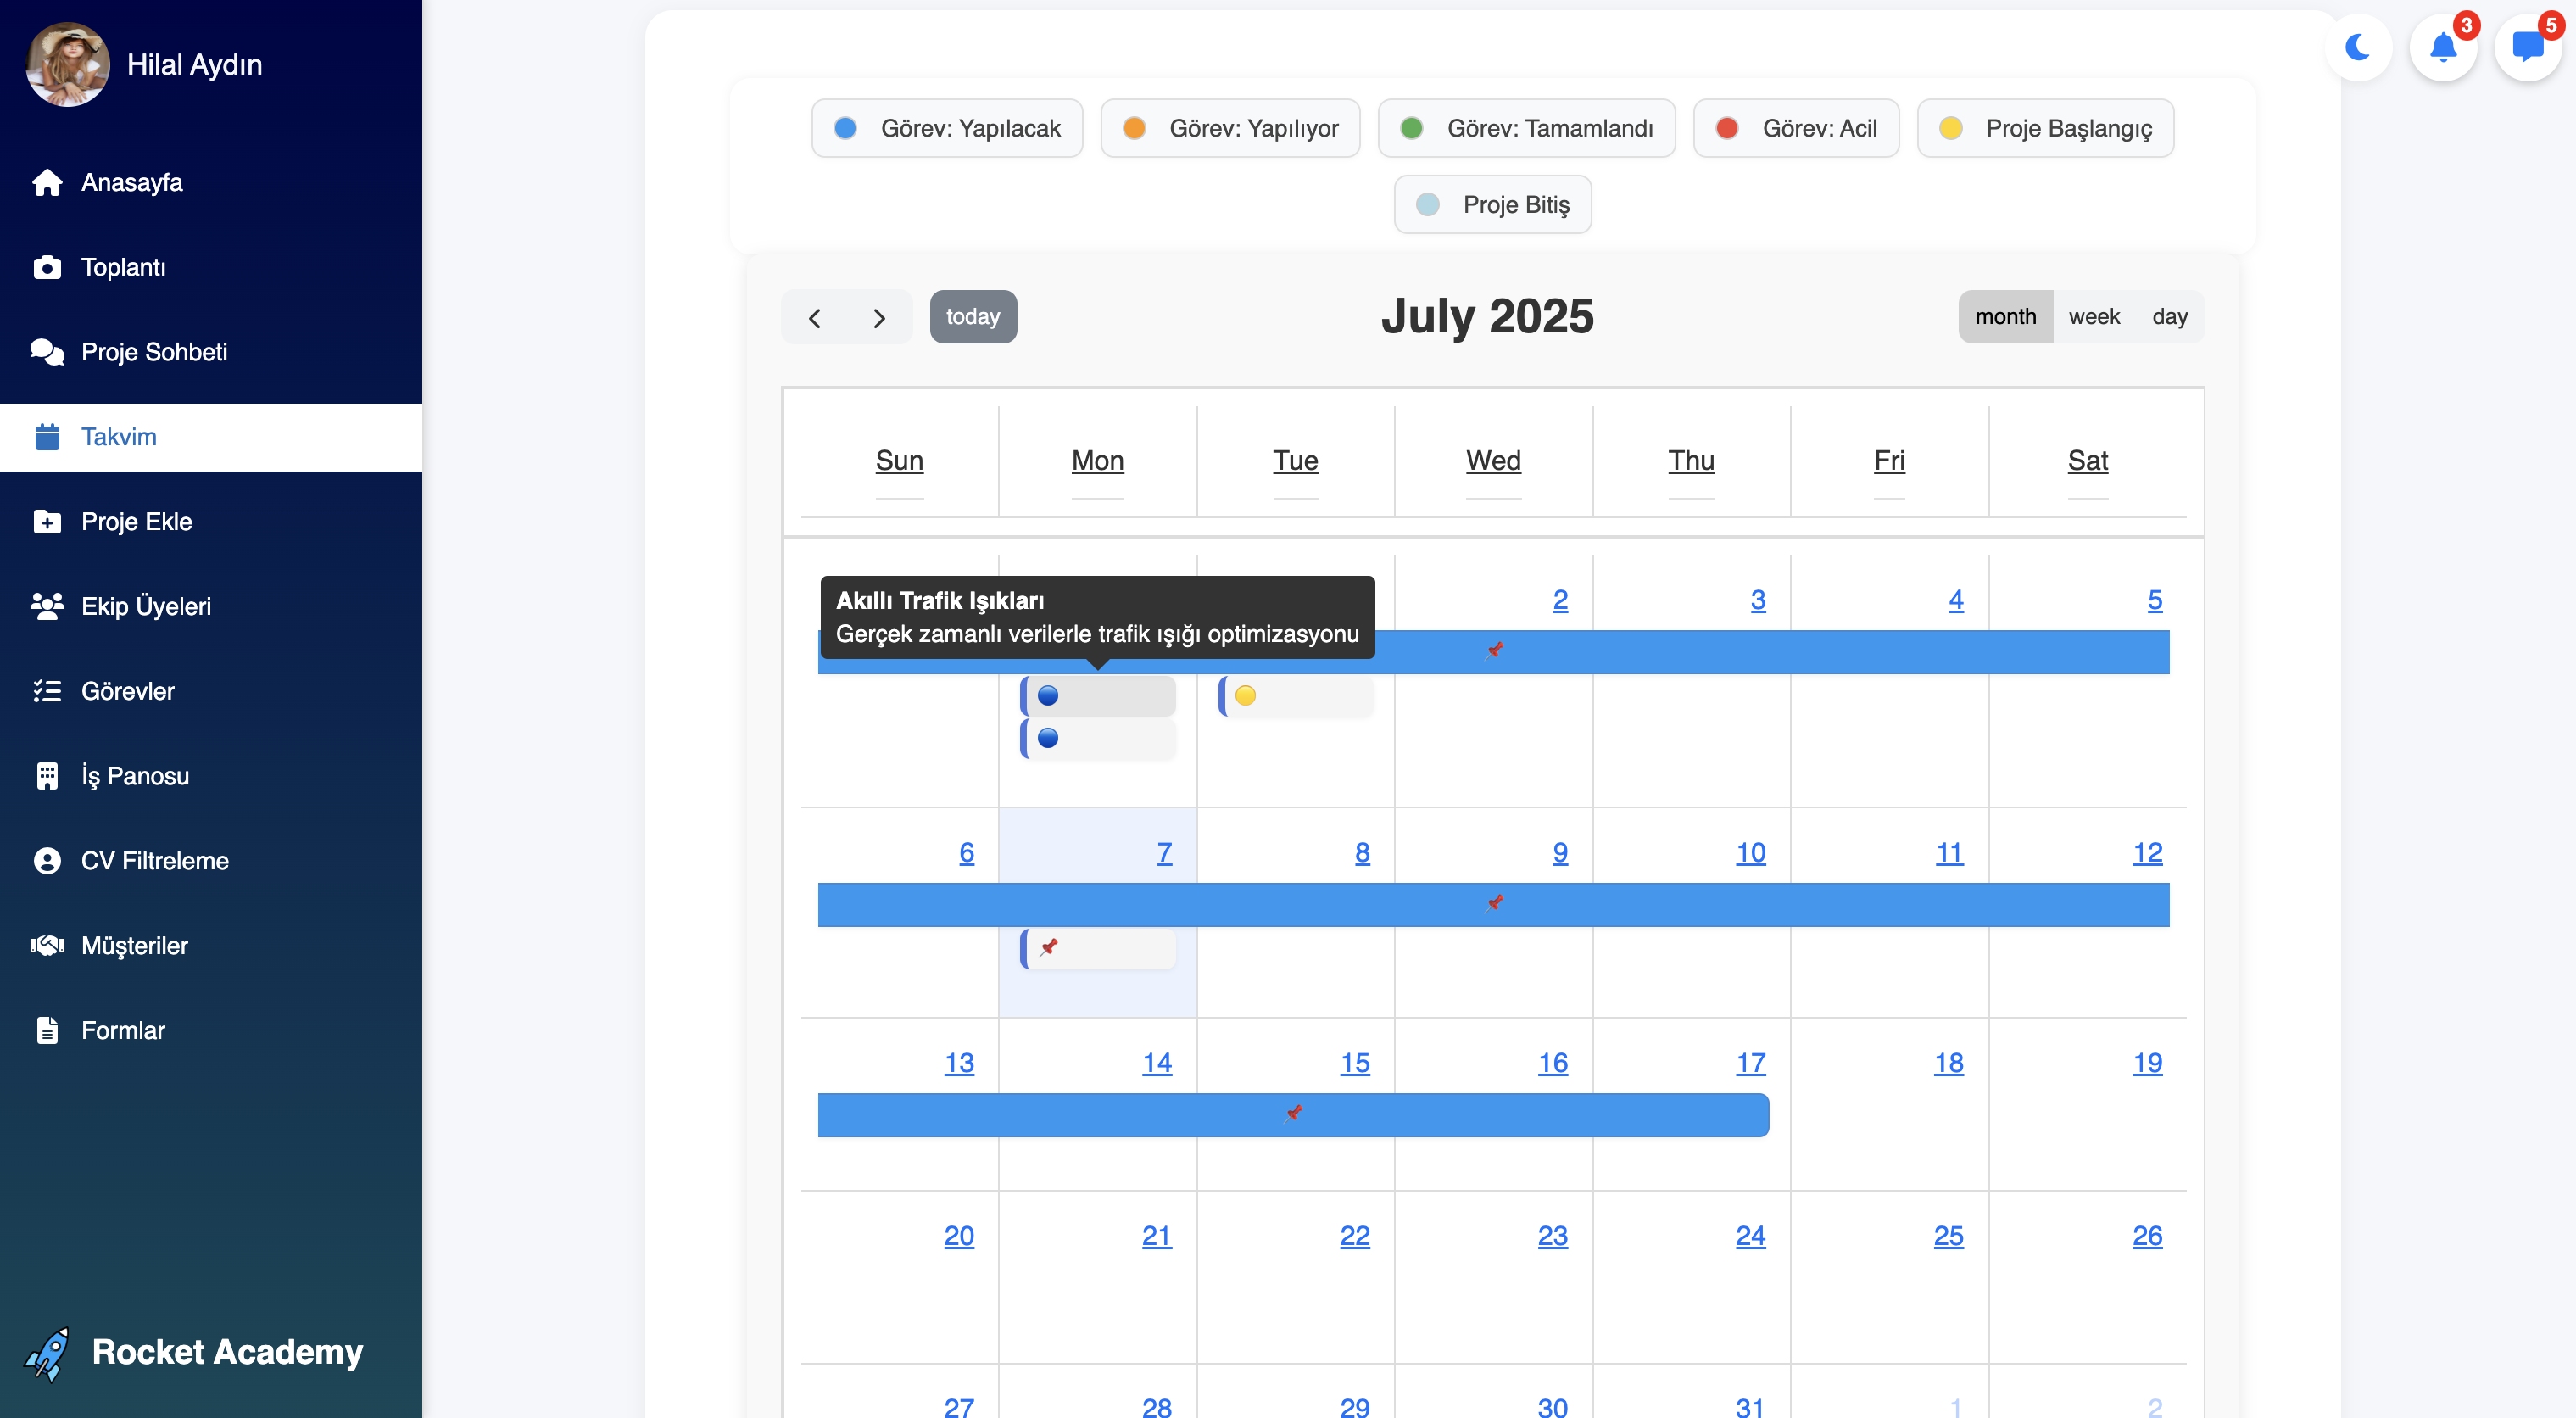 Hilal Aydın
Anasayfa
Toplantı
Proje Sohbeti
Takvim
Proje Ekle
Ekip Üyeleri
Görevler
İş Panosu
CV Filtreleme
Müşteriler
Formlar
Rocket Academy
3
5
Görev: Yapılacak
Görev: Yapılıyor
Görev: Tamamlandı
Görev: Acil
Proje Başlangıç
Proje Bitiş
today
July 2025
month week day
Sun Mon Tue Wed Thu Fri Sat
Akıllı Trafik Işıkları
Gerçek zamanlı verilerle trafik ışığı optimizasyonu
2 3 4 5
6 7 8 9 10 11 12
13 14 15 16 17 18 19
20 21 22 23 24 25 26
27 28 29 30 31 1 2